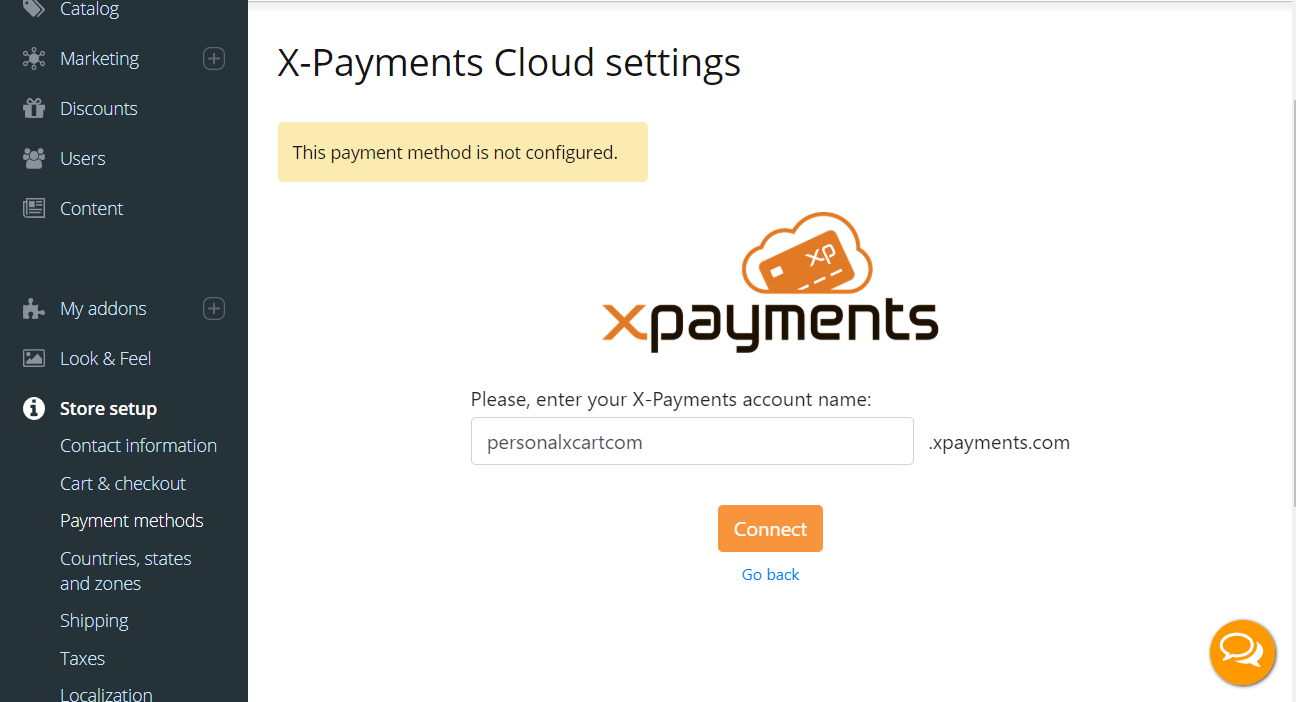 Catalog
Marketing
Discounts
Users
Content
My addons
Look & Feel
Store setup
Contact information
Cart & checkout
Payment methods
Countries, states
and zones
Shipping
Taxes
Localization
X-Payments Cloud settings
This payment method is not configured.
xp
xpayments
Please, enter your X-Payments account name:
personalxcartcom .xpayments.com
Connect
Go back